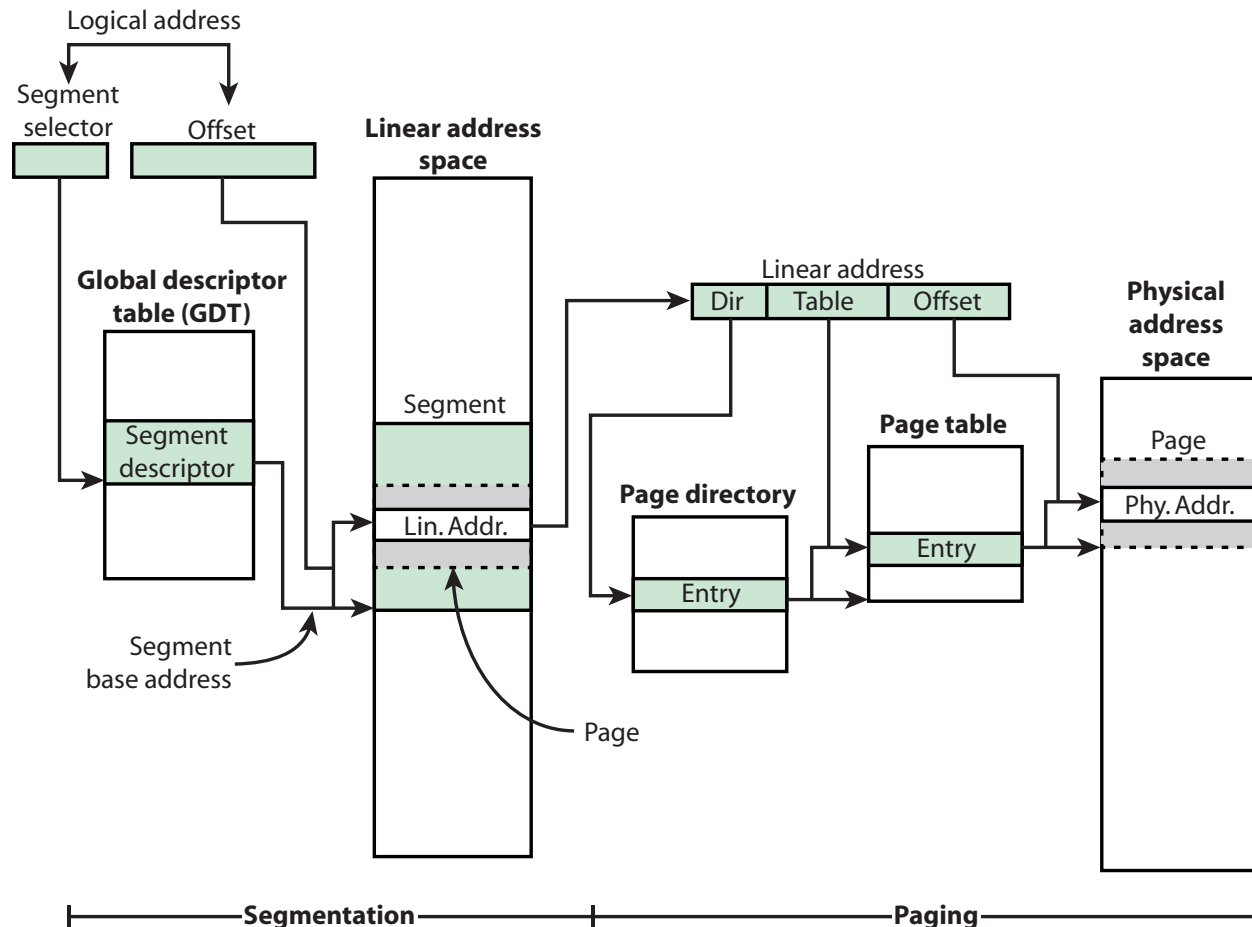 Logical address
Segment
selector
Offset
Linear address
space
Global descriptor
table (GDT)
Segment
descriptor
Segment
Lin. Addr.
Segment
base address
Page
Linear address
Dir Table Offset
Page directory
Entry
Page table
Entry
Physical
address
space
Page
Phy. Addr.
Segmentation
Paging